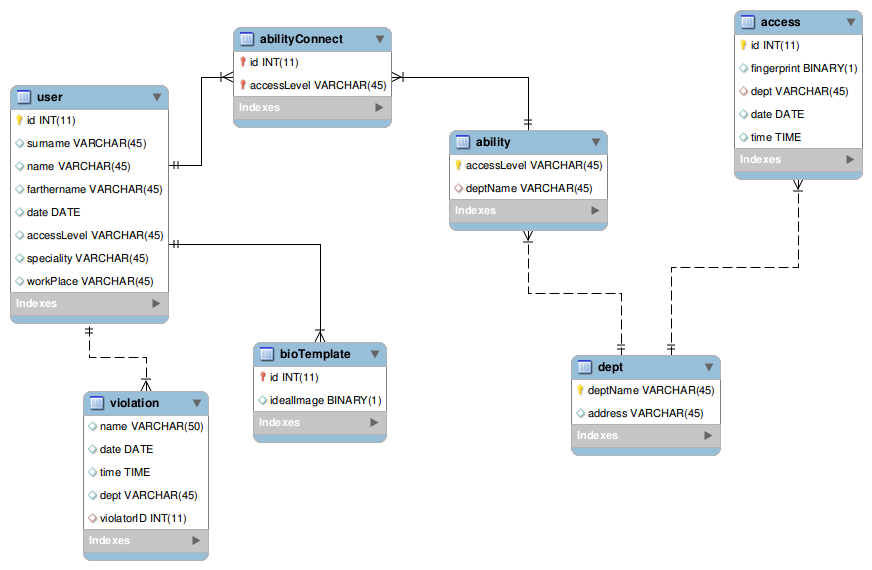 abilityConnect
id INT(11)
accessLevel VARCHAR(45)
Indexes
access
id INT(11)
fingerprint BINARY(1)
dept VARCHAR(45)
date DATE
time TIME
Indexes
user
id INT(11)
surname VARCHAR(45)
name VARCHAR(45)
farthername VARCHAR(45)
date DATE
accessLevel VARCHAR(45)
speciality VARCHAR(45)
workPlace VARCHAR(45)
Indexes
ability
accessLevel VARCHAR(45)
deptName VARCHAR(45)
Indexes
bioTemplate
id INT(11)
idealImage BINARY(1)
Indexes
dept
deptName VARCHAR(45)
address VARCHAR(45)
Indexes
violation
name VARCHAR(50)
date DATE
time TIME
dept VARCHAR(45)
violatorID INT(11)
Indexes